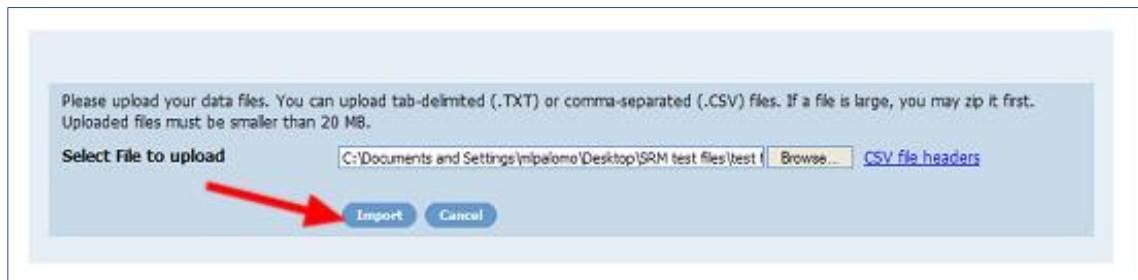 Please upload your data files. You can upload tab-delimted (.TXT) or comma-separated (.CSV) files. If a file is large, you may zip it first.
Uploaded files must be smaller than 20 MB.
Select File to upload C:\Documents and Settings\mlpalomo\Desktop\SRM test files\test f Browse... CSV file headers
Import Cancel